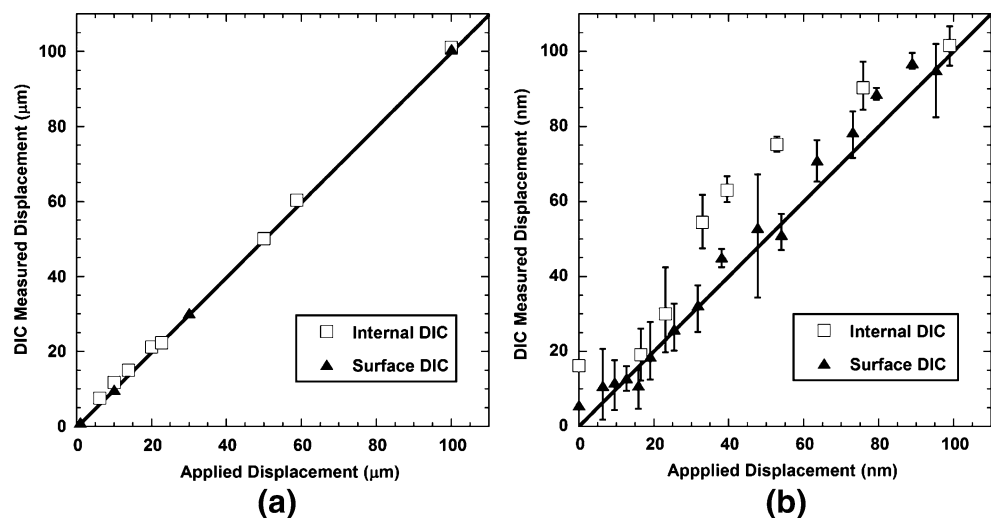 100
80
60
40
20
0
DIC Measured Displacement (μm)
Internal DIC
Surface DIC
0 20 40 60 80 100
Applied Displacement (μm)
(a)
100
80
60
40
20
0
DIC Measured Displacement (nm)
Internal DIC
Surface DIC
0 20 40 60 80 100
Appplied Displacement (nm)
(b)